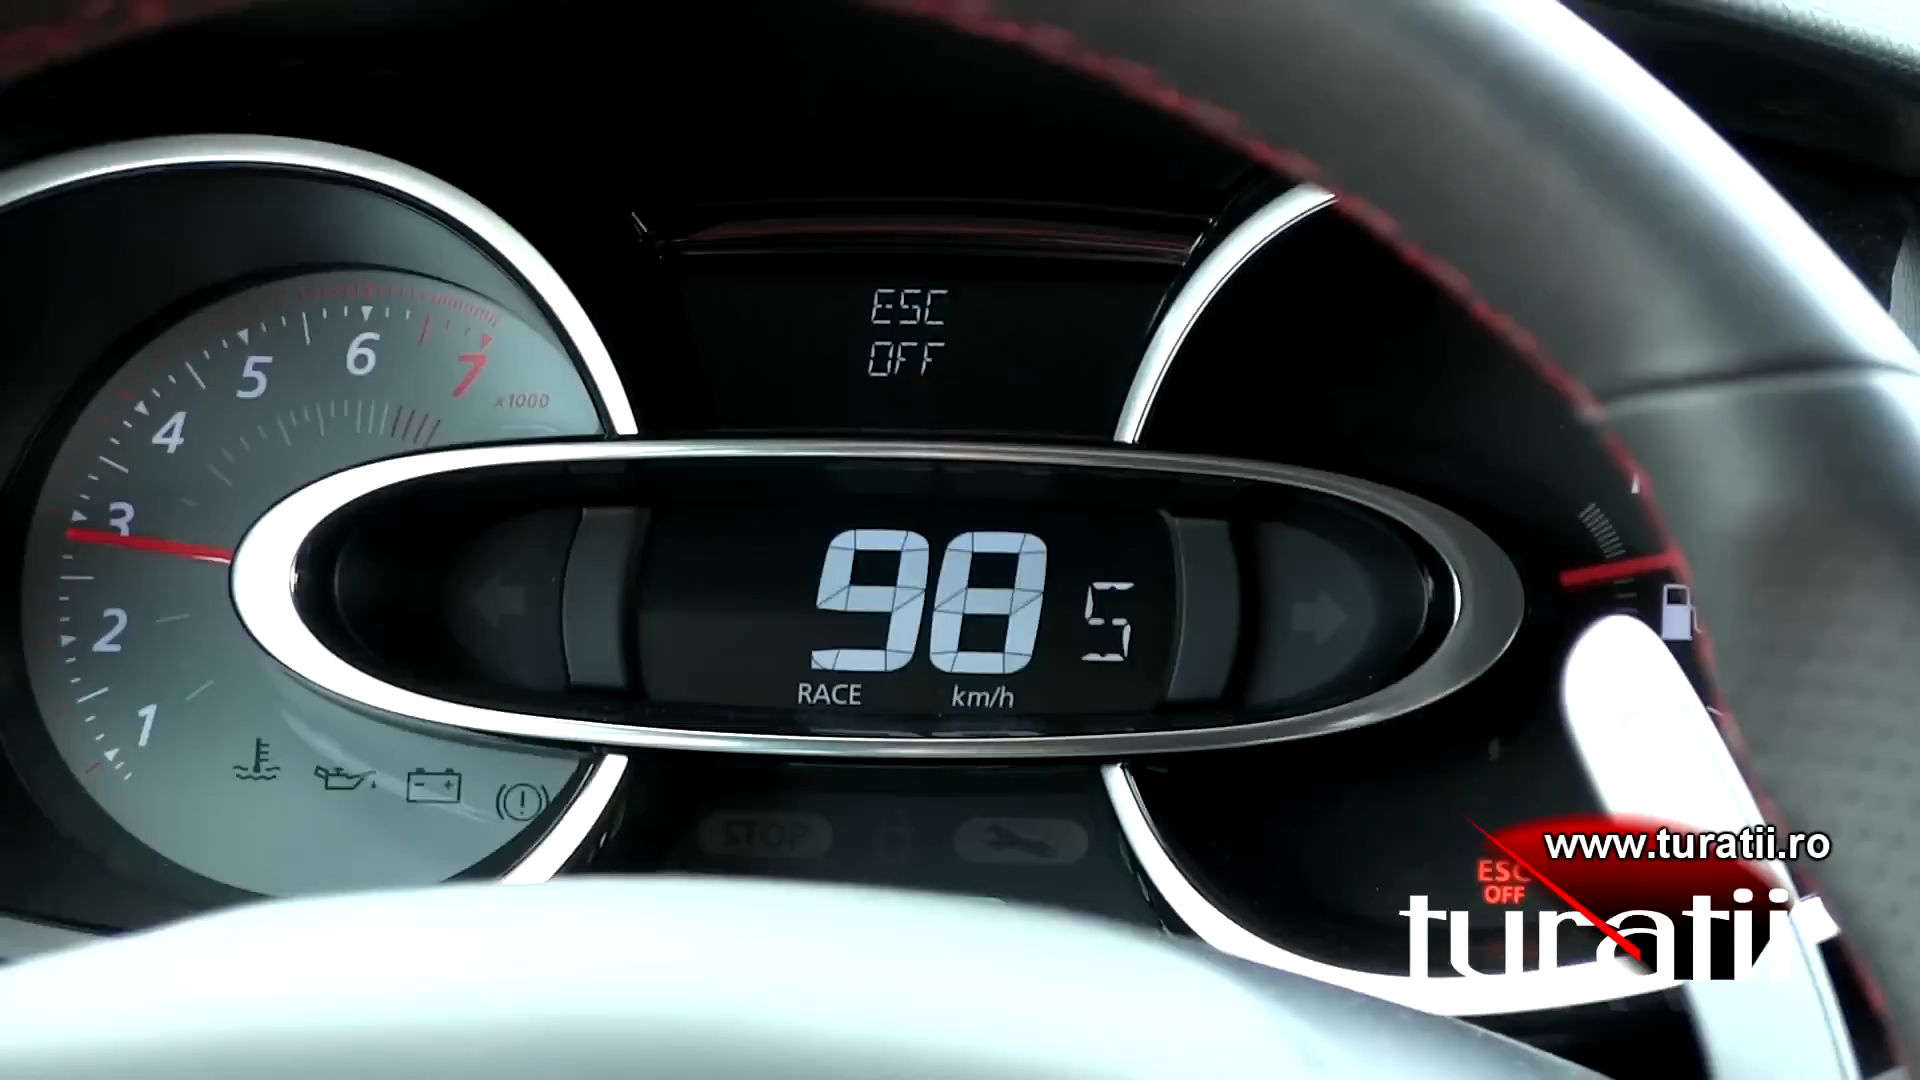 ESC
OFF
7
6
5
4
3
2
1
x1000
98 5
RACE km/h
STOP
ESC
OFF
www.turatii.ro
turatii